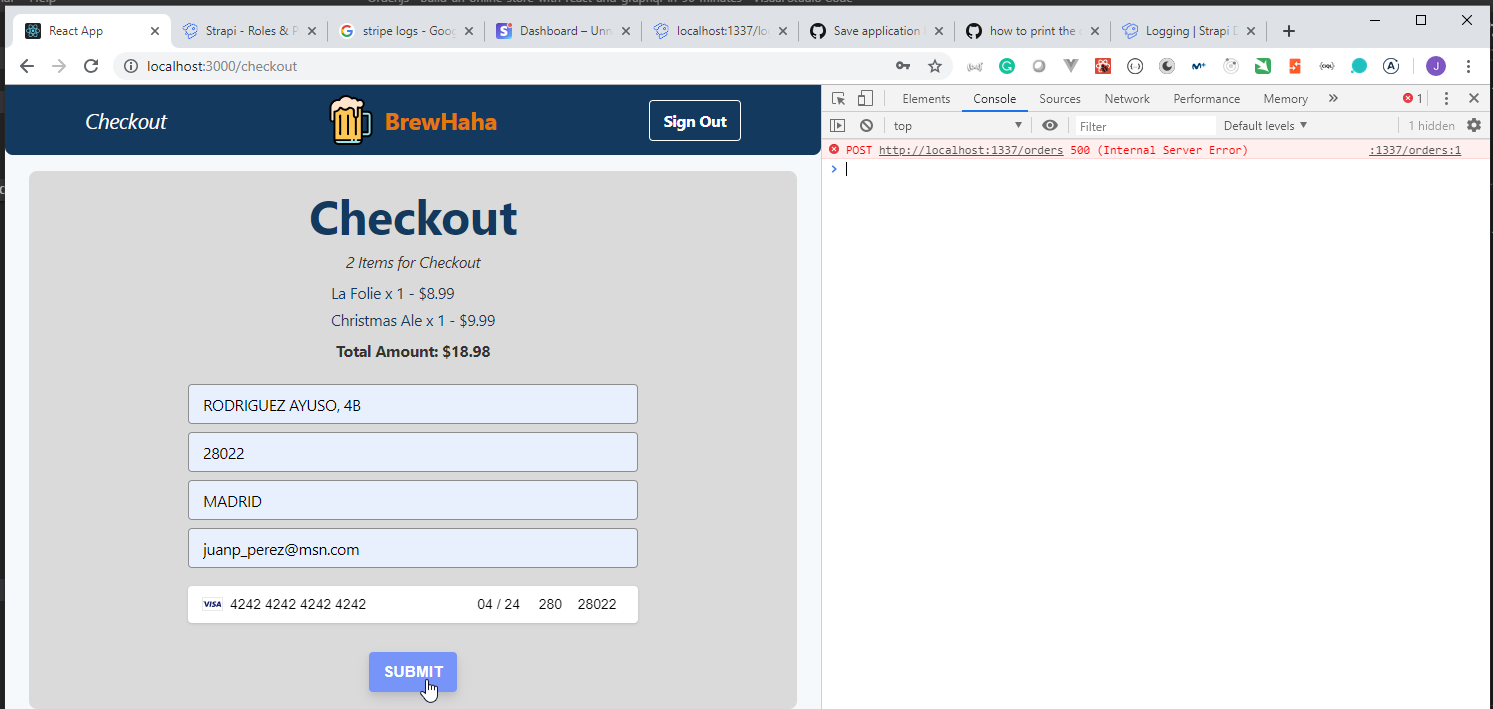 React App
Strapi - Roles & P
stripe logs - Goo
Dashboard – Unn
localhost:1337/lo
Save application
how to print the
Logging | Strapi D
localhost:3000/checkout
J
Checkout
BrewHaha
Sign Out
Checkout
2 Items for Checkout
La Folie x 1 - $8.99
Christmas Ale x 1 - $9.99
Total Amount: $18.98
RODRIGUEZ AYUSO, 4B
28022
MADRID
juanp_perez@msn.com
VISA 4242 4242 4242 4242 04 / 24 280 28022
SUBMIT
Elements Console Sources Network Performance Memory » 1
top Filter Default levels 1 hidden
POST http://localhost:1337/orders 500 (Internal Server Error) :1337/orders:1